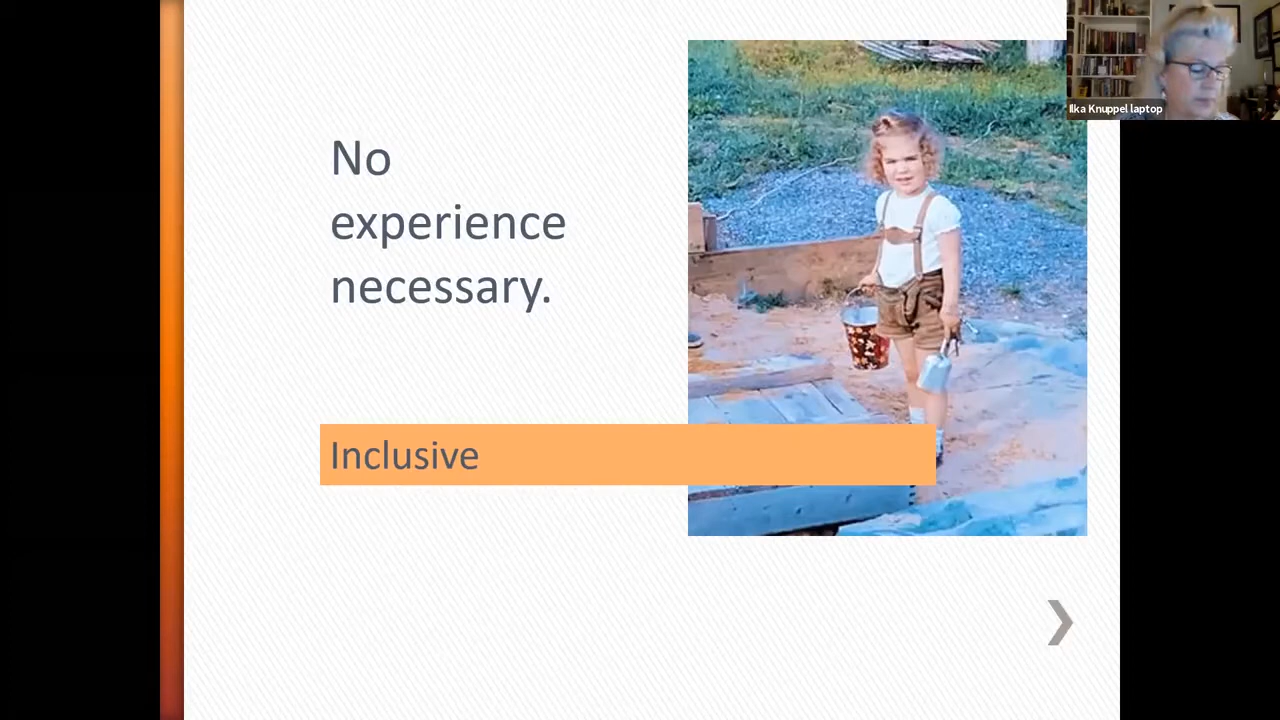 Ilka Knuppel laptop
No
experience
necessary.
Inclusive